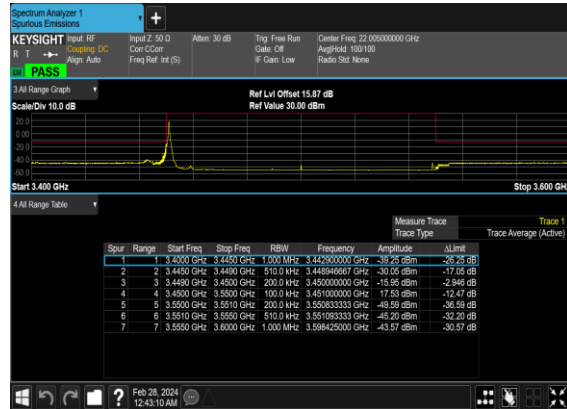 Spectrum Analyzer 1
Spurious Emissions
+
KEYSIGHT Input: RF Input Z: 50 Ω Atten: 30 dB Trig: Free Run Center Freq: 22.005000000 GHz
R T Coupling: DC Corr CCorr Gate: Off Avg|Hold: 100/100
Align: Auto Freq Ref: Int (S) IF Gain: Low Radio Std: None
PASS
3 All Range Graph
Ref Lvl Offset 15.87 dB
Scale/Div 10.0 dB Ref Value 30.00 dBm
20.0
0.00
-20.0
-40.0
-60.0
Start 3.400 GHz Stop 3.600 GHz
4 All Range Table
Measure Trace Trace 1
Trace Type Trace Average (Active)
Spur Range Start Freq Stop Freq RBW Frequency Amplitude ΔLimit
1 1 3.4000 GHz 3.4450 GHz 1.000 MHz 3.442900000 GHz -39.25 dBm -26.25 dB
2 2 3.4450 GHz 3.4490 GHz 510.0 kHz 3.448946667 GHz -30.05 dBm -17.05 dB
3 3 3.4490 GHz 3.4500 GHz 200.0 kHz 3.450000000 GHz -15.95 dBm -2.946 dB
4 4 3.4500 GHz 3.5500 GHz 100.0 kHz 3.451000000 GHz 17.53 dBm -12.47 dB
5 5 3.5500 GHz 3.5510 GHz 200.0 kHz 3.550833333 GHz -49.59 dBm -36.59 dB
6 6 3.5510 GHz 3.5550 GHz 510.0 kHz 3.551093333 GHz -45.20 dBm -32.20 dB
7 7 3.5550 GHz 3.6000 GHz 1.000 MHz 3.598425000 GHz -43.57 dBm -30.57 dB
? Feb 28, 2024
12:43:10 AM